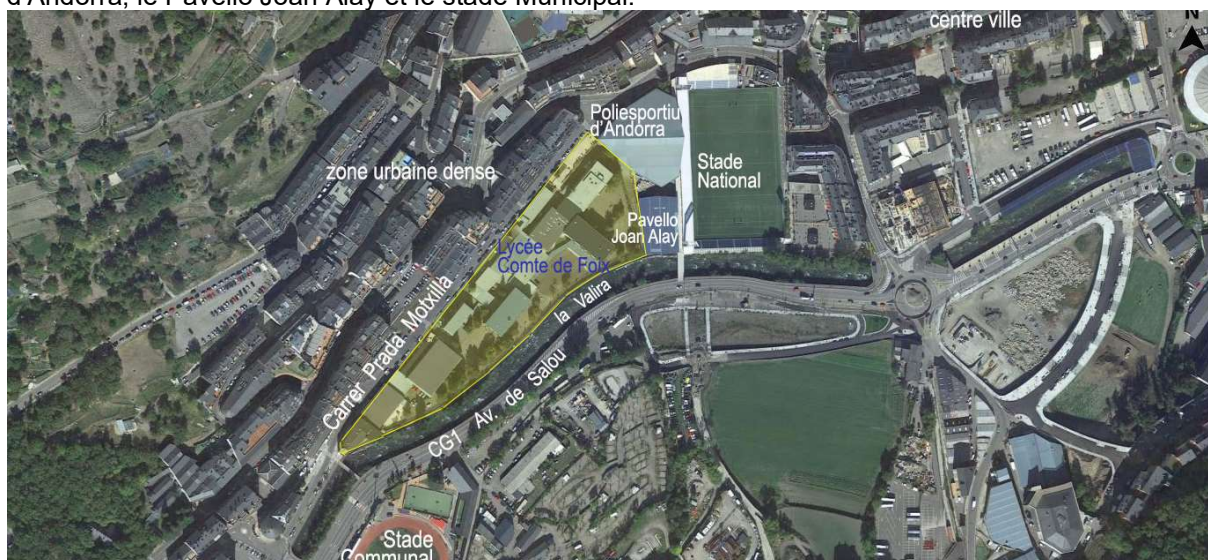 d'Andorra, le Pavello Joan Alay et le stade Municipal.
centre ville
N
Poliesportiu
d'Andorra
zone urbaine dense
Stade
National
Pavello
Joan Alay
Lycée
Comte de Foix
Carrer Prada Motxilla
la Valira
CG1 Av. de Salou
Stade
Communal